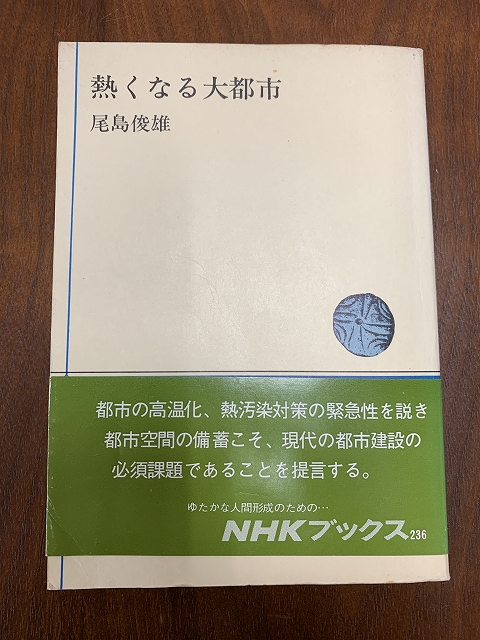 熱くなる大都市
尾島俊雄
都市の高温化、熱汚染対策の緊急性を説き
都市空間の備蓄こそ、現代の都市建設の
必須課題であることを提言する。
ゆたかな人間形成のための…
NHKブックス236